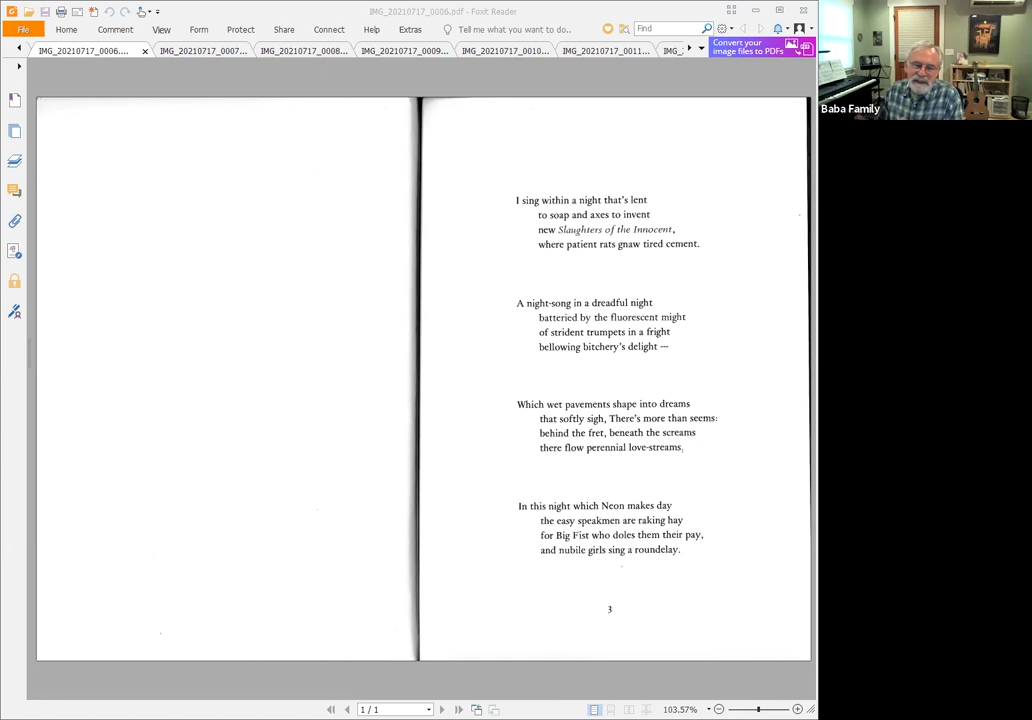 IMG_20210717_0006.pdf - Foxit Reader
File Home Comment View Form Protect Share Connect Help Extras Tell me what you want to do.. Find
IMG_20210717_0006... IMG_20210717_0007... IMG_20210717_0008... IMG_20210717_0009... IMG_20210717_0010... IMG_20210717_0011... IMG_
Convert your
image files to PDFs
Baba Family
I sing within a night that's lent
to soap and axes to invent
new Slaughters of the Innocent,
where patient rats gnaw tired cement.
A night-song in a dreadful night
batteried by the fluorescent might
of strident trumpets in a fright
bellowing bitchery's delight —
Which wet pavements shape into dreams
that softly sigh, There's more than seems:
behind the fret, beneath the screams
there flow perennial love-streams,
In this night which Neon makes day
the easy speakmen are raking hay
for Big Fist who doles them their pay,
and nubile girls sing a roundelay.
3
1 / 1
103.57%